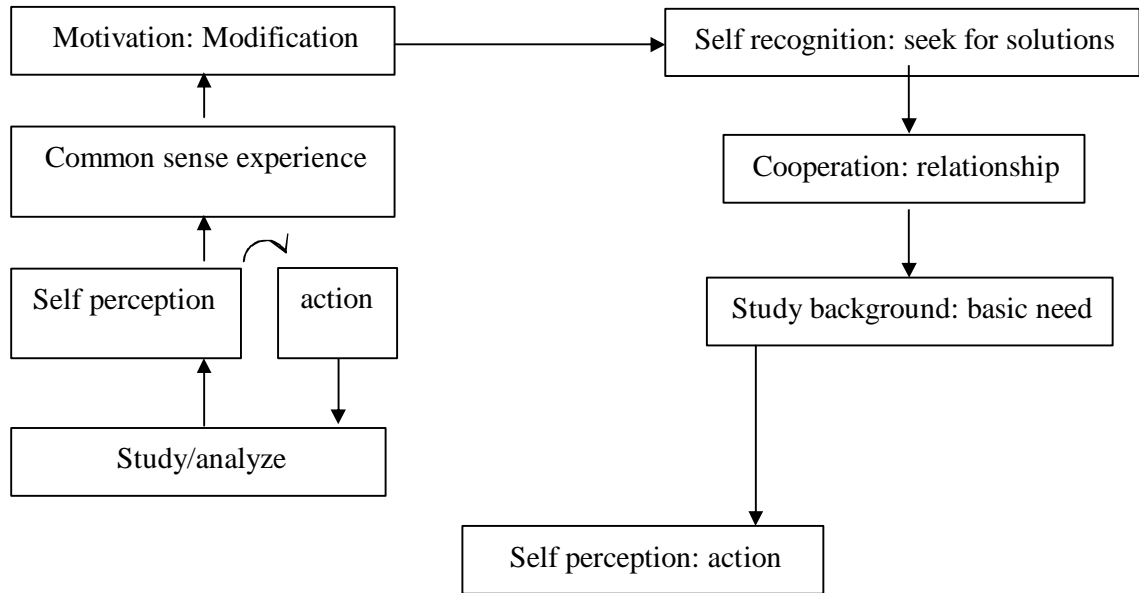 Motivation: Modification
Self recognition: seek for solutions
Common sense experience
Cooperation: relationship
Self perception
action
Study background: basic need
Study/analyze
Self perception: action